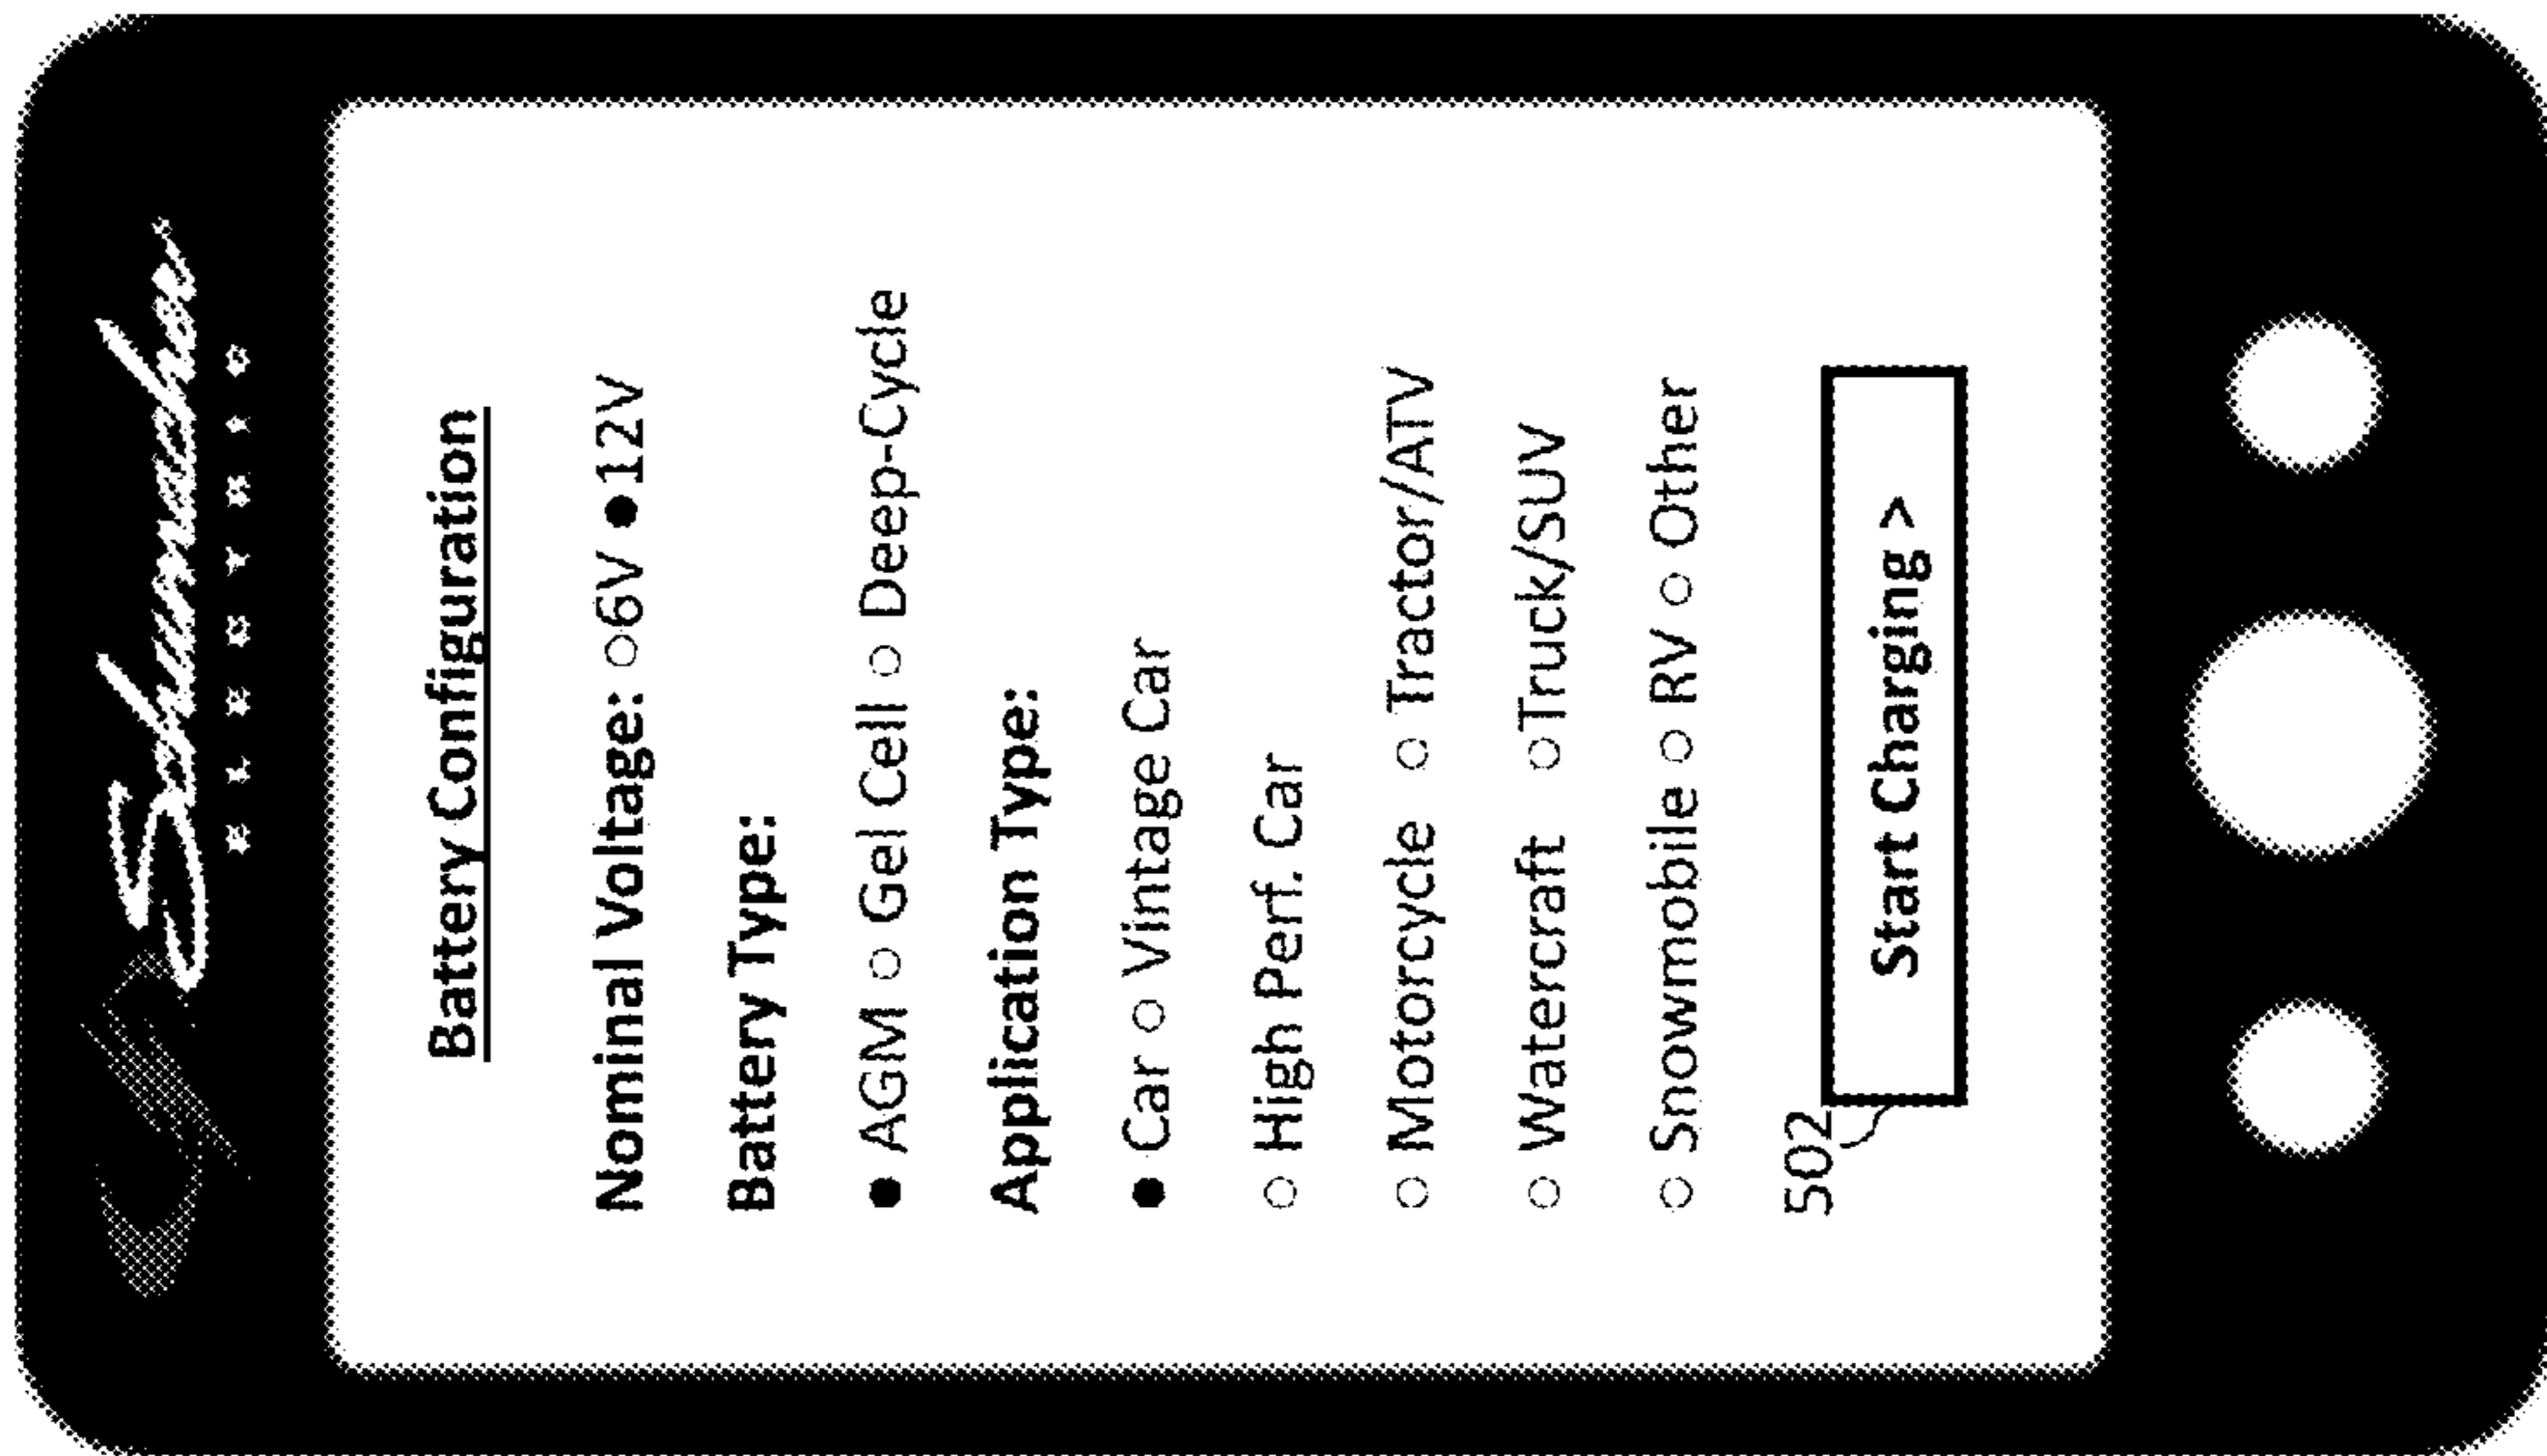 Schumacher
ELECTRIC
Battery Configuration
Nominal Voltage: ○6V ●12V
Battery Type:
● AGM ○ Gel Cell ○ Deep-Cycle
Application Type:
● Car ○ Vintage Car
○ High Perf. Car
○ Motorcycle ○ Tractor/ATV
○ Watercraft ○Truck/SUV
○ Snowmobile ○ RV ○ Other
502
Start Charging >